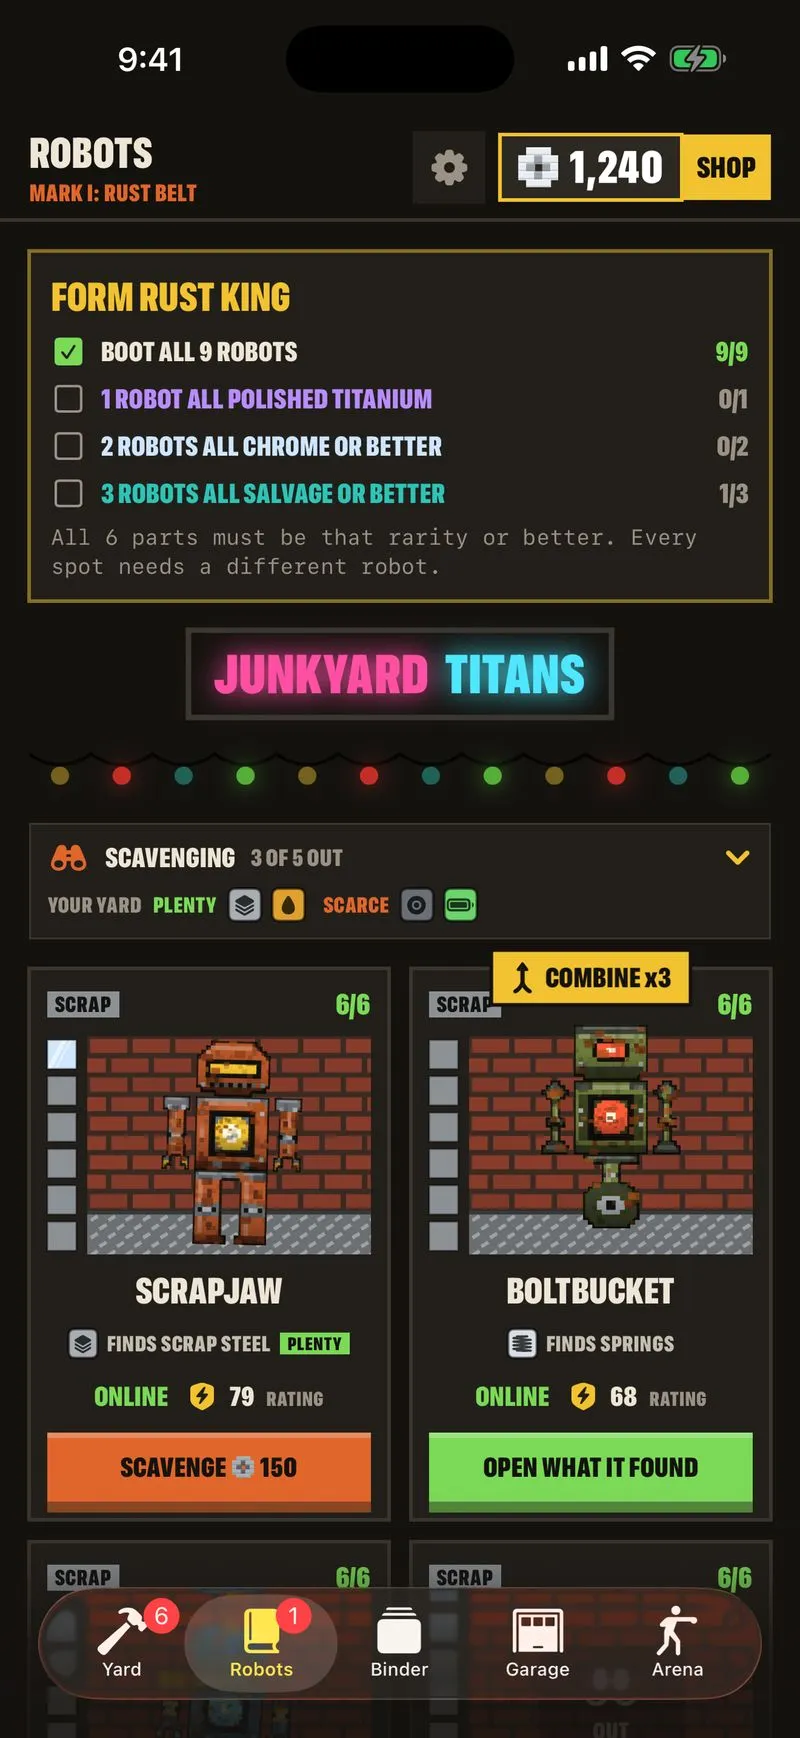 9:41
ROBOTS
MARK I: RUST BELT
1,240
SHOP
FORM RUST KING
BOOT ALL 9 ROBOTS 9/9
1 ROBOT ALL POLISHED TITANIUM 0/1
2 ROBOTS ALL CHROME OR BETTER 0/2
3 ROBOTS ALL SALVAGE OR BETTER 1/3
All 6 parts must be that rarity or better. Every
spot needs a different robot.
JUNKYARD TITANS
SCAVENGING 3 OF 5 OUT
YOUR YARD PLENTY SCARCE
COMBINE x3
SCRAP 6/6
SCRAP 6/6
SCRAPJAW
BOLTBUCKET
FINDS SCRAP STEEL PLENTY
FINDS SPRINGS
ONLINE 79 RATING
ONLINE 68 RATING
SCAVENGE 150
OPEN WHAT IT FOUND
SCRAP 6/6
SCRAP 6/6
6
1
Yard
Robots
Binder
Garage
Arena
OUT